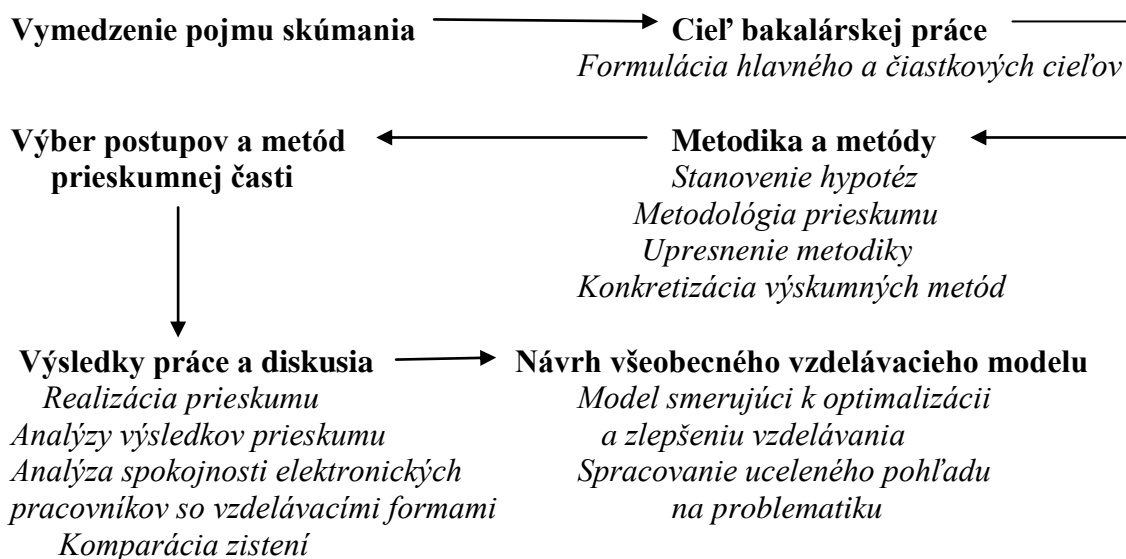 Vymedzenie pojmu skúmania
Cieľ bakalárskej práce
Formulácia hlavného a čiastkových cieľov
Výber postupov a metód
prieskumnej časti
Metodika a metódy
Stanovenie hypotéz
Metodológia prieskumu
Upresnenie metodiky
Konkretizácia výskumných metód
Výsledky práce a diskusia
Realizácia prieskumu
Analýzy výsledkov prieskumu
Analýza spokojnosti elektronických
pracovníkov so vzdelávacími formami
Komparácia zistení
Návrh všeobecného vzdelávacieho modelu
Model smerujúci k optimalizácii
a zlepšeniu vzdelávania
Spracovanie uceleného pohľadu
na problematiku